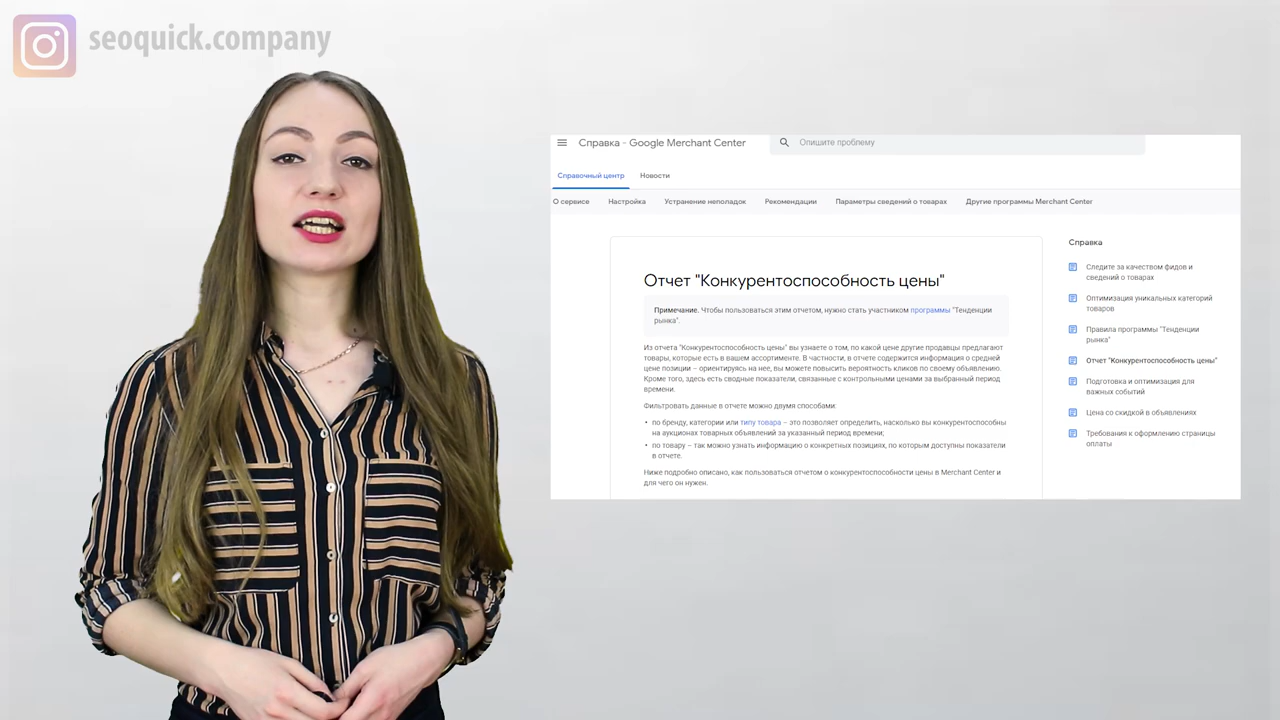 seoquick.company
Справка - Google Merchant Center
Опишите проблему
Справочный центр
Новости
О сервисе
Настройка
Устранение неполадок
Рекомендации
Параметры сведений о товарах
Другие программы Merchant Center
Отчет "Конкурентоспособность цены"
Примечание. Чтобы пользоваться этим отчетом, нужно стать участником программы "Тенденции
рынка".
Из отчета "Конкурентоспособность цены" вы узнаете о том, по какой цене другие продавцы предлагают
товары, которые есть в вашем ассортименте. В частности, в отчете содержится информация о средней
цене позиции – ориентируясь на нее, вы можете повысить вероятность кликов по своему объявлению.
Кроме того, здесь есть сводные показатели, связанные с контрольными ценами за выбранный период
времени.
Фильтровать данные в отчете можно двумя способами:
• по бренду, категории или типу товара – это позволяет определить, насколько вы конкурентоспособны
на аукционах товарных объявлений за указанный период времени;
• по товару – так можно узнать информацию о конкретных позициях, по которым доступны показатели
в отчете.
Ниже подробно описано, как пользоваться отчетом о конкурентоспособности цены в Merchant Center и
для чего он нужен.
Справка
Следите за качеством фидов и
сведений о товарах
Оптимизация уникальных категорий
товаров
Правила программы "Тенденции
рынка"
Отчет "Конкурентоспособность цены"
Подготовка и оптимизация для
важных событий
Цена со скидкой в объявлениях
Требования к оформлению страницы
оплаты